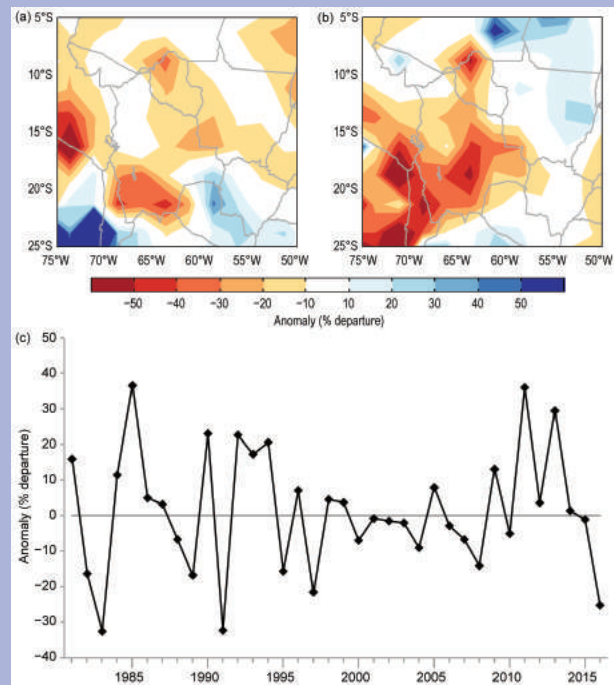 (a) 5°S
10°S
15°S
20°S
25°S
75°W 70°W 65°W 60°W 55°W 50°W
(b) 5°S
10°S
15°S
20°S
25°S
75°W 70°W 65°W 60°W 55°W 50°W
−50 −40 −30 −20 −10 10 20 30 40 50
Anomaly (% departure)
(c) 50
40
30
20
10
0
−10
−20
−30
−40
Anomaly (% departure)
1985 1990 1995 2000 2005 2010 2015